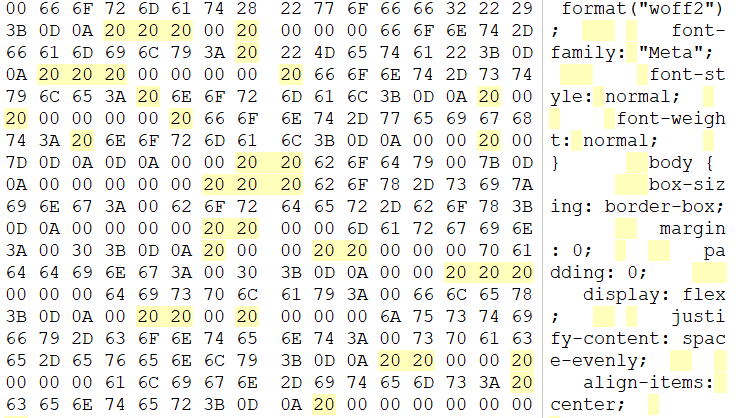 00 66 6F 72 6D 61 74 28 22 77 6F 66 66 32 22 29 format("woff2")
3B 0D 0A 20 20 20 00 20 00 00 00 66 6F 6E 74 2D ; font-
66 61 6D 69 6C 79 3A 20 22 4D 65 74 61 22 3B 0D family: "Meta";
0A 20 20 20 00 00 00 00 20 66 6F 6E 74 2D 73 74 font-st
79 6C 65 3A 20 6E 6F 72 6D 61 6C 3B 0D 0A 20 00 yle: normal;
20 00 00 00 00 20 66 6F 6E 74 2D 77 65 69 67 68 font-weigh
74 3A 20 6E 6F 72 6D 61 6C 3B 0D 0A 00 00 20 00 t: normal;
7D 0D 0A 0D 0A 00 00 20 20 62 6F 64 79 00 7B 0D } body {
0A 00 00 00 00 00 20 20 20 62 6F 78 2D 73 69 7A box-siz
69 6E 67 3A 00 62 6F 72 64 65 72 2D 62 6F 78 3B ing: border-box;
0D 0A 00 00 00 00 20 20 00 00 00 6D 61 72 67 69 6E margin
3A 00 30 3B 0D 0A 20 00 00 20 20 00 00 00 70 61 : 0; pa
64 64 69 6E 67 3A 00 30 3B 0D 0A 00 00 20 20 20 dding: 0;
00 00 00 64 69 73 70 6C 61 79 3A 00 66 6C 65 78 display: flex
3B 0D 0A 00 20 20 00 20 00 00 00 6A 75 73 74 69 ; justi
66 79 2D 63 6F 6E 74 65 6E 74 3A 00 73 70 61 63 fy-content: spac
65 2D 65 76 65 6E 6C 79 3B 0D 0A 20 20 00 00 20 e-evenly;
00 00 00 61 6C 69 67 6E 2D 69 74 65 6D 73 3A 20 align-items:
63 65 6E 74 65 72 3B 0D 0A 20 00 00 00 00 00 00 center;